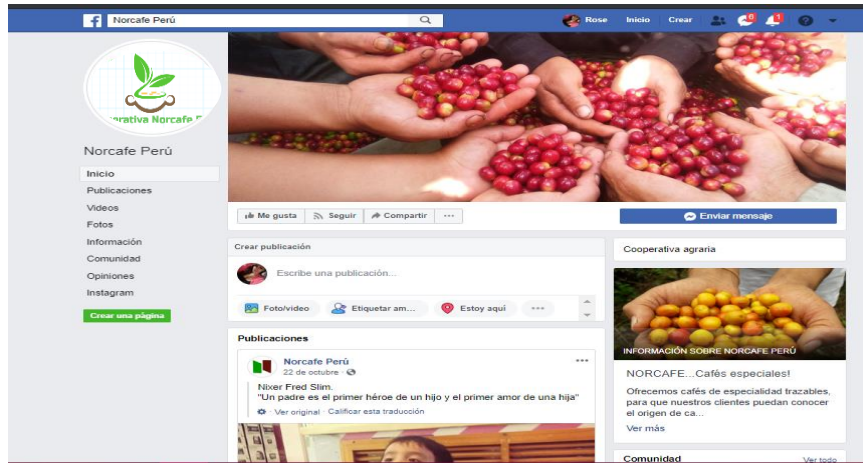 Norcafe Perú
Rose Inicio Crear
erativa Norcafe P
Norcafe Perú
Inicio
Publicaciones
Videos
Fotos
Información
Comunidad
Opiniones
Instagram
Crear una página
Me gusta Seguir Compartir ...
Enviar mensaje
Crear publicación
Escribe una publicación...
Foto/video Etiquetar am... Estoy aquí ...
Publicaciones
Norcafe Perú
22 de octubre ·
Nixer Fred Slim.
"Un padre es el primer héroe de un hijo y el primer amor de una hija"
· Ver original · Calificar esta traducción
Cooperativa agraria
INFORMACIÓN SOBRE NORCAFE PERÚ
NORCAFE...Cafés especiales!
Ofrecemos cafés de especialidad trazables,
para que nuestros clientes puedan conocer
el origen de ca...
Ver más
Comunidad Ver todo